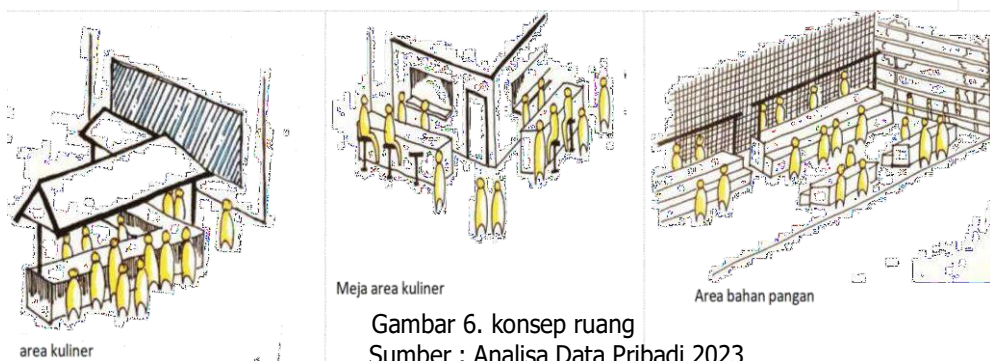 area kuliner
Meja area kuliner
Area bahan pangan
Gambar 6. konsep ruang
Sumber : Analisa Data Pribadi 2023